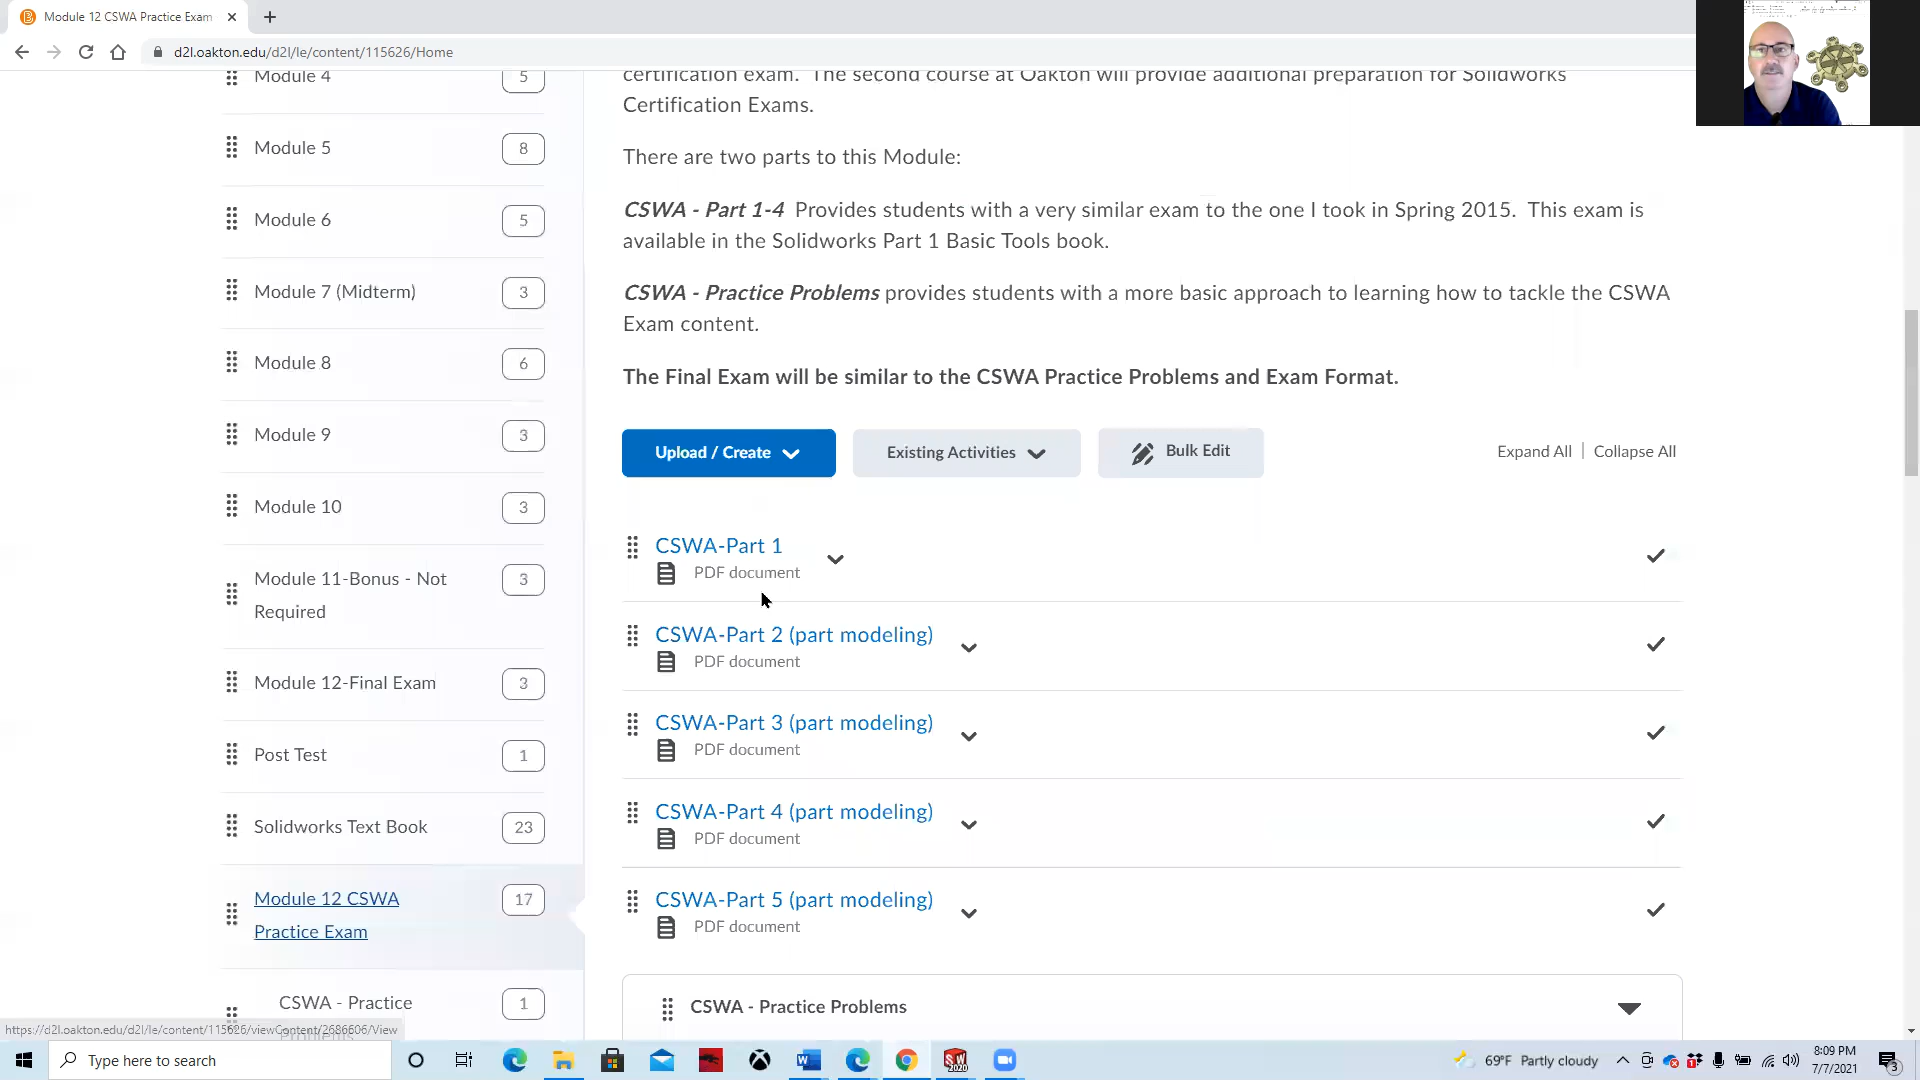 Module 12 CSWA Practice Exam
d2l.oakton.edu/d2l/le/content/115626/Home
Module 4
5
Module 5
8
Module 6
5
Module 7 (Midterm)
3
Module 8
6
Module 9
3
Module 10
3
Module 11-Bonus - Not
Required
3
Module 12-Final Exam
3
Post Test
1
Solidworks Text Book
23
Module 12 CSWA
Practice Exam
17
CSWA - Practice
Problems
1
certification exam. The second course at Oakton will provide additional preparation for Solidworks
Certification Exams.
There are two parts to this Module:
CSWA - Part 1-4 Provides students with a very similar exam to the one I took in Spring 2015. This exam is
available in the Solidworks Part 1 Basic Tools book.
CSWA - Practice Problems provides students with a more basic approach to learning how to tackle the CSWA
Exam content.
The Final Exam will be similar to the CSWA Practice Problems and Exam Format.
Upload / Create
Existing Activities
Bulk Edit
Expand All | Collapse All
CSWA-Part 1
PDF document
CSWA-Part 2 (part modeling)
PDF document
CSWA-Part 3 (part modeling)
PDF document
CSWA-Part 4 (part modeling)
PDF document
CSWA-Part 5 (part modeling)
PDF document
CSWA - Practice Problems
https://d2l.oakton.edu/d2l/le/content/115626/viewContent/2686606/View
Type here to search
SW
2020
69°F Partly cloudy
8:09 PM
7/7/2021
3